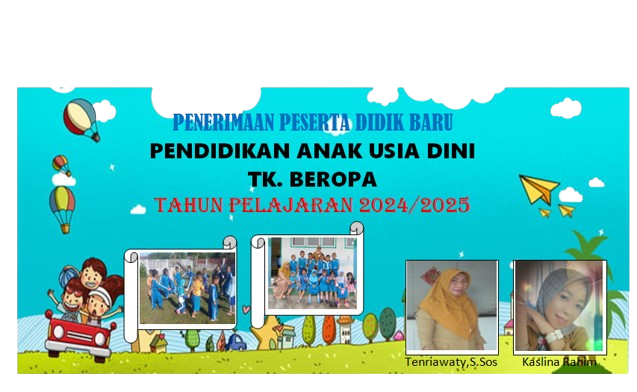 PENERIMAAN PESERTA DIDIK BARU
PENDIDIKAN ANAK USIA DINI
TK. BEROPA
TAHUN PELAJARAN 2024/2025
Tenriawaty,S.Sos
Kaslina Rahim